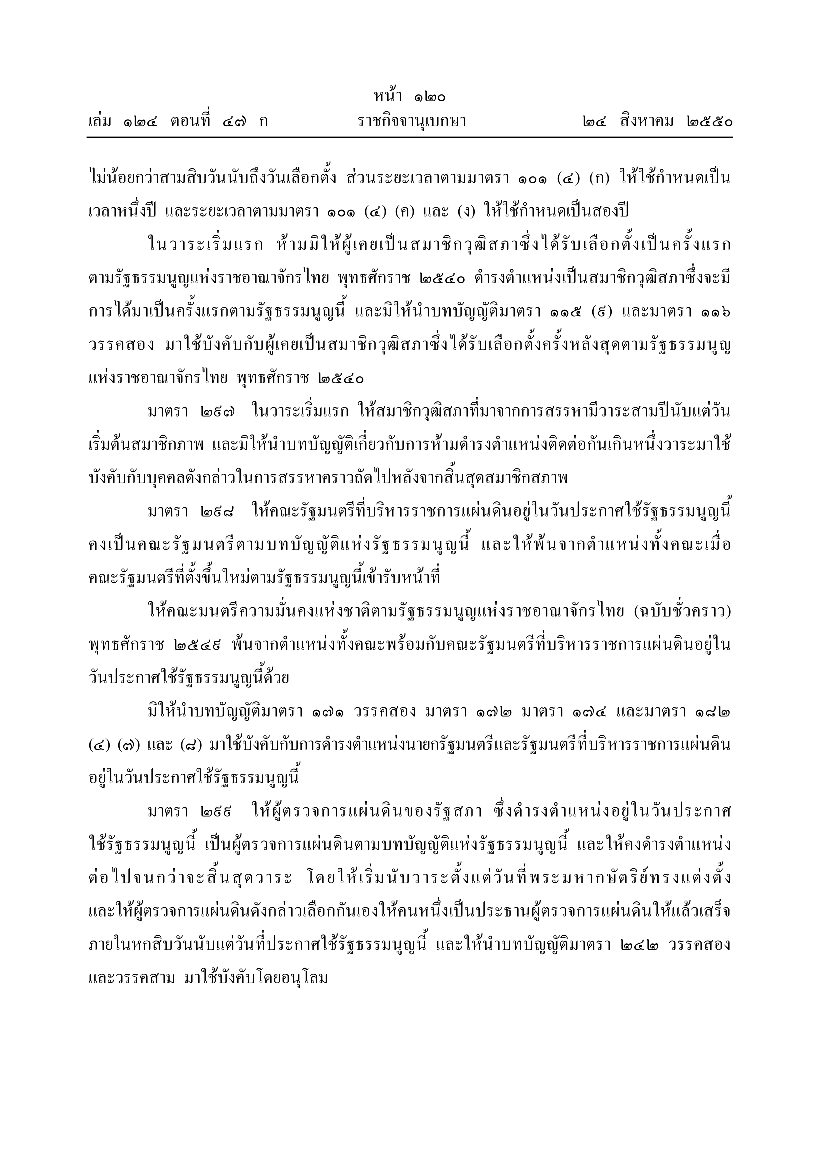 หน้า ๑๒๐
เล่ม ๑๒๔ ตอนที่ ๔๗ ก ราชกิจจานุเบกษา ๒๔ สิงหาคม ๒๕๕๐
ไม่น้อยกว่าสามสิบวันนับถึงวันเลือกตั้ง ส่วนระยะเวลาตามมาตรา ๑๐๑ (๔) (ก) ให้ใช้กำหนดเป็น
เวลาหนึ่งปี และระยะเวลาตามมาตรา ๑๐๑ (๔) (ค) และ (ง) ให้ใช้กำหนดเป็นสองปี
ในวาระเริ่มแรก ห้ามมิให้ผู้เคยเป็นสมาชิกวุฒิสภาซึ่งได้รับเลือกตั้งเป็นครั้งแรก
ตามรัฐธรรมนูญแห่งราชอาณาจักรไทย พุทธศักราช ๒๕๔๐ ดำรงตำแหน่งเป็นสมาชิกวุฒิสภาซึ่งจะมี
การได้มาเป็นครั้งแรกตามรัฐธรรมนูญนี้ และมิให้นำบทบัญญัติมาตรา ๑๑๕ (๙) และมาตรา ๑๑๖
วรรคสอง มาใช้บังคับกับผู้เคยเป็นสมาชิกวุฒิสภาซึ่งได้รับเลือกตั้งครั้งหลังสุดตามรัฐธรรมนูญ
แห่งราชอาณาจักรไทย พุทธศักราช ๒๕๔๐
มาตรา ๒๙๗ ในวาระเริ่มแรก ให้สมาชิกวุฒิสภาที่มาจากการสรรหามีวาระสามปีนับแต่วัน
เริ่มต้นสมาชิกภาพ และมิให้นำบทบัญญัติเกี่ยวกับการห้ามดำรงตำแหน่งติดต่อกันเกินหนึ่งวาระมาใช้
บังคับกับบุคคลดังกล่าวในการสรรหาคราวถัดไปหลังจากสิ้นสุดสมาชิกสภาพ
มาตรา ๒๙๘ ให้คณะรัฐมนตรีที่บริหารราชการแผ่นดินอยู่ในวันประกาศใช้รัฐธรรมนูญนี้
คงเป็นคณะรัฐมนตรีตามบทบัญญัติแห่งรัฐธรรมนูญนี้ และให้พ้นจากตำแหน่งทั้งคณะเมื่อ
คณะรัฐมนตรีที่ตั้งขึ้นใหม่ตามรัฐธรรมนูญนี้เข้ารับหน้าที่
ให้คณะมนตรีความมั่นคงแห่งชาติตามรัฐธรรมนูญแห่งราชอาณาจักรไทย (ฉบับชั่วคราว)
พุทธศักราช ๒๕๔๙ พ้นจากตำแหน่งทั้งคณะพร้อมกับคณะรัฐมนตรีที่บริหารราชการแผ่นดินอยู่ใน
วันประกาศใช้รัฐธรรมนูญนี้ด้วย
มิให้นำบทบัญญัติมาตรา ๑๗๑ วรรคสอง มาตรา ๑๗๒ มาตรา ๑๗๔ และมาตรา ๑๘๒
(๔) (๗) และ (๘) มาใช้บังคับกับการดำรงตำแหน่งนายกรัฐมนตรีและรัฐมนตรีที่บริหารราชการแผ่นดิน
อยู่ในวันประกาศใช้รัฐธรรมนูญนี้
มาตรา ๒๙๙ ให้ผู้ตรวจการแผ่นดินของรัฐสภา ซึ่งดำรงตำแหน่งอยู่ในวันประกาศ
ใช้รัฐธรรมนูญนี้ เป็นผู้ตรวจการแผ่นดินตามบทบัญญัติแห่งรัฐธรรมนูญนี้ และให้คงดำรงตำแหน่ง
ต่อไปจนกว่าจะสิ้นสุดวาระ โดยให้เริ่มนับวาระตั้งแต่วันที่พระมหากษัตริย์ทรงแต่งตั้ง
และให้ผู้ตรวจการแผ่นดินดังกล่าวเลือกกันเองให้คนหนึ่งเป็นประธานผู้ตรวจการแผ่นดินให้แล้วเสร็จ
ภายในหกสิบวันนับแต่วันที่ประกาศใช้รัฐธรรมนูญนี้ และให้นำบทบัญญัติมาตรา ๒๔๒ วรรคสอง
และวรรคสาม มาใช้บังคับโดยอนุโลม